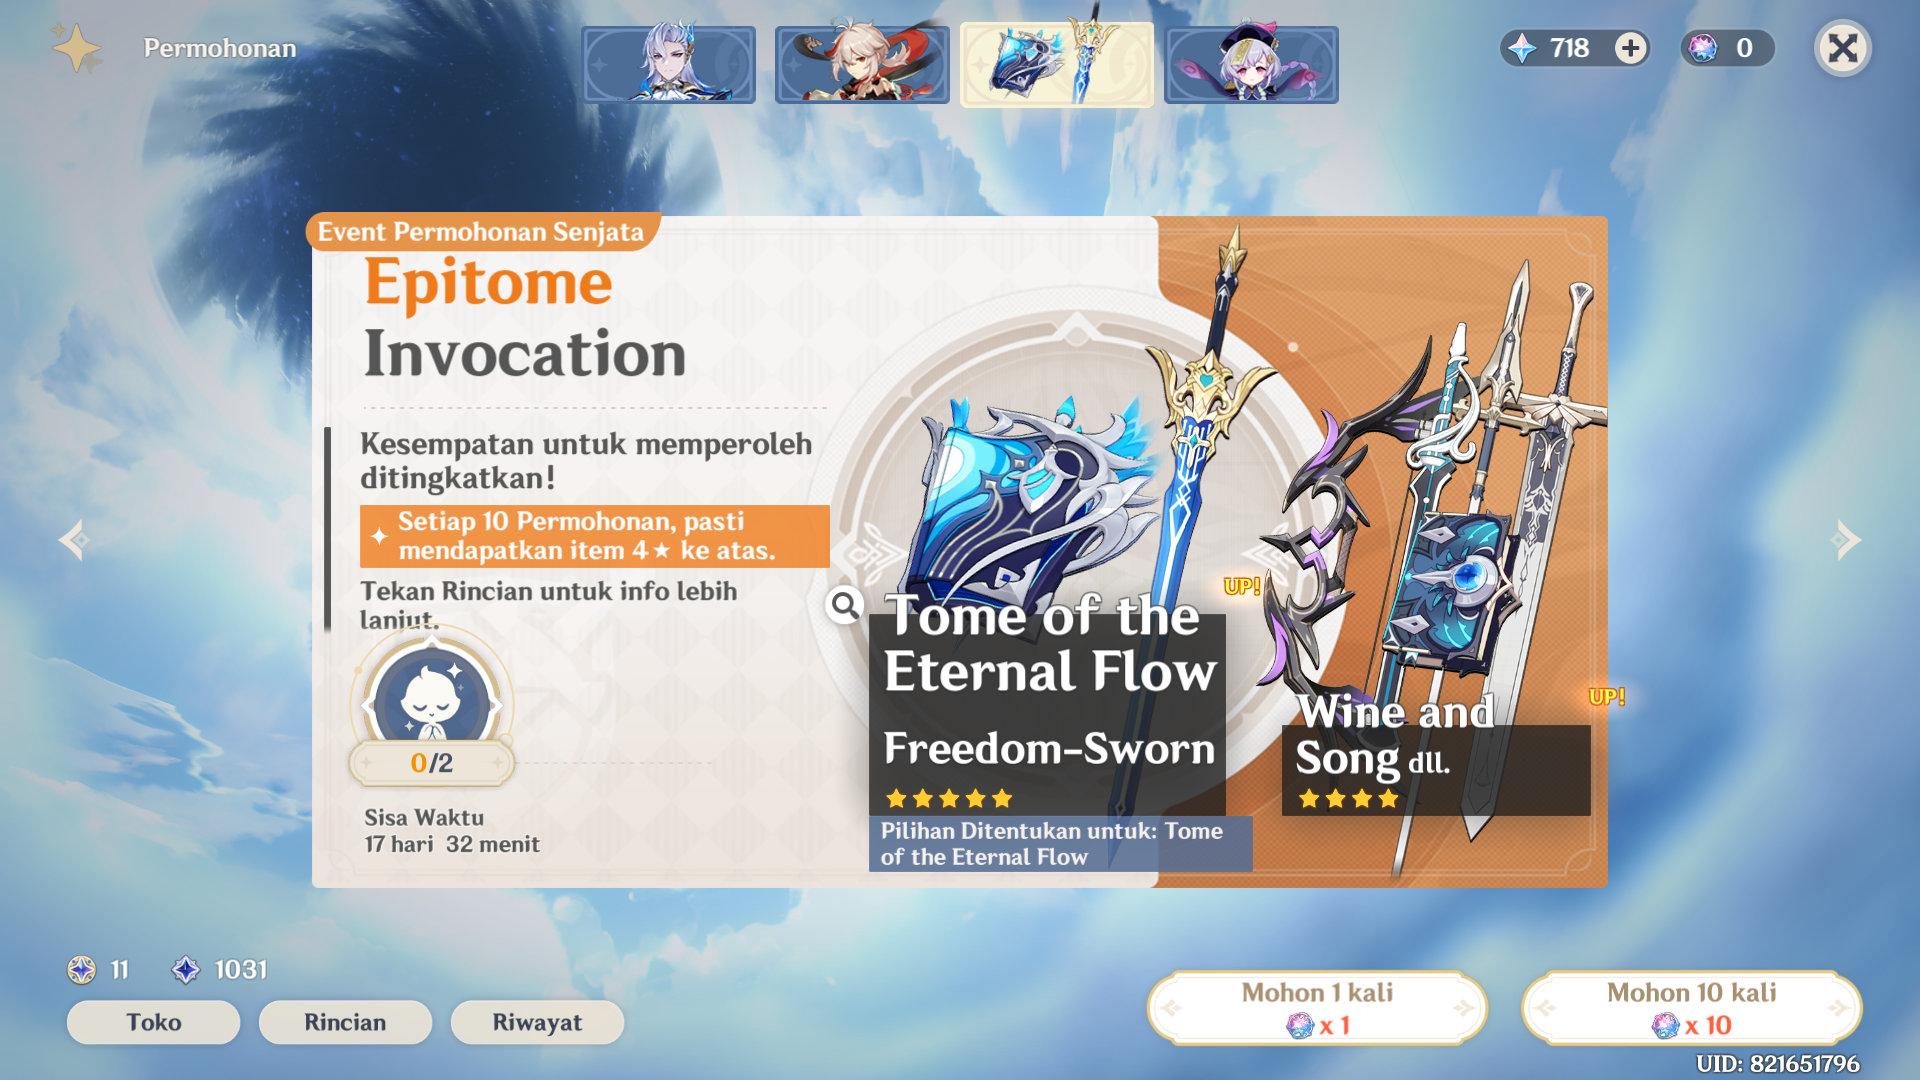 Permohonan
718
0
Event Permohonan Senjata
Epitome
Invocation
Kesempatan untuk memperoleh
ditingkatkan!
Setiap 10 Permohonan, pasti
mendapatkan item 4★ ke atas.
Tekan Rincian untuk info lebih
lanjut.
0/2
Sisa Waktu
17 hari 32 menit
UP!
Tome of the
Eternal Flow
Freedom-Sworn
Pilihan Ditentukan untuk: Tome
of the Eternal Flow
UP!
Wine and
Song dll.
11
1031
Toko
Rincian
Riwayat
Mohon 1 kali
x 1
Mohon 10 kali
x 10
UID: 821651796